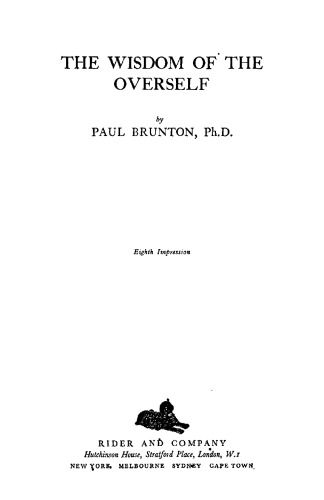 THE WISDOM OF THE
OVERSELF
by
PAUL BRUNTON, Ph.D.
Eighth Impression
RIDER AND COMPANY
Hutchinson House, Stratford Place, London, W.1
NEW YORK, MELBOURNE SYDNEY CAPE TOWN